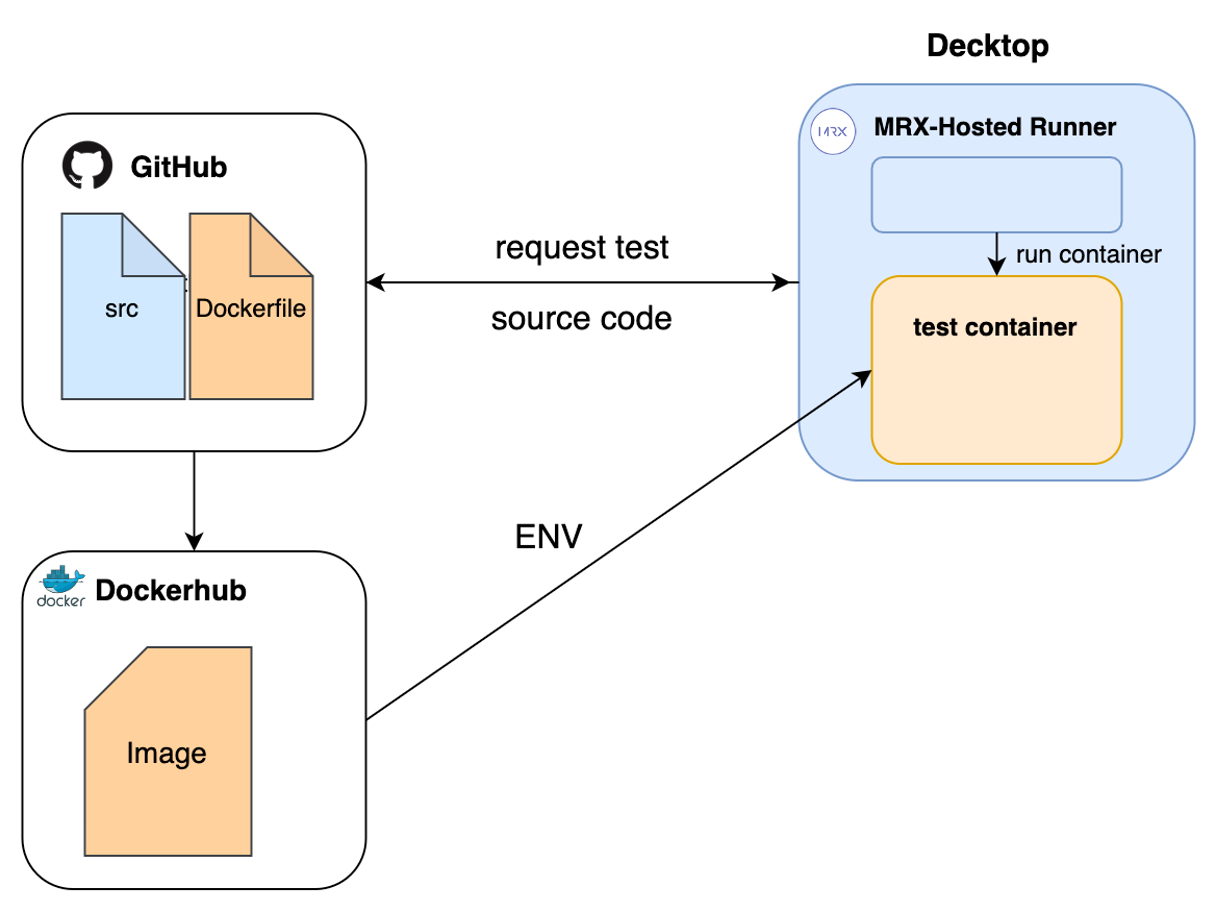 Decktop
MRX
MRX-Hosted Runner
GitHub
request test
run container
src
Dockerfile
source code
test container
ENV
docker
Dockerhub
Image